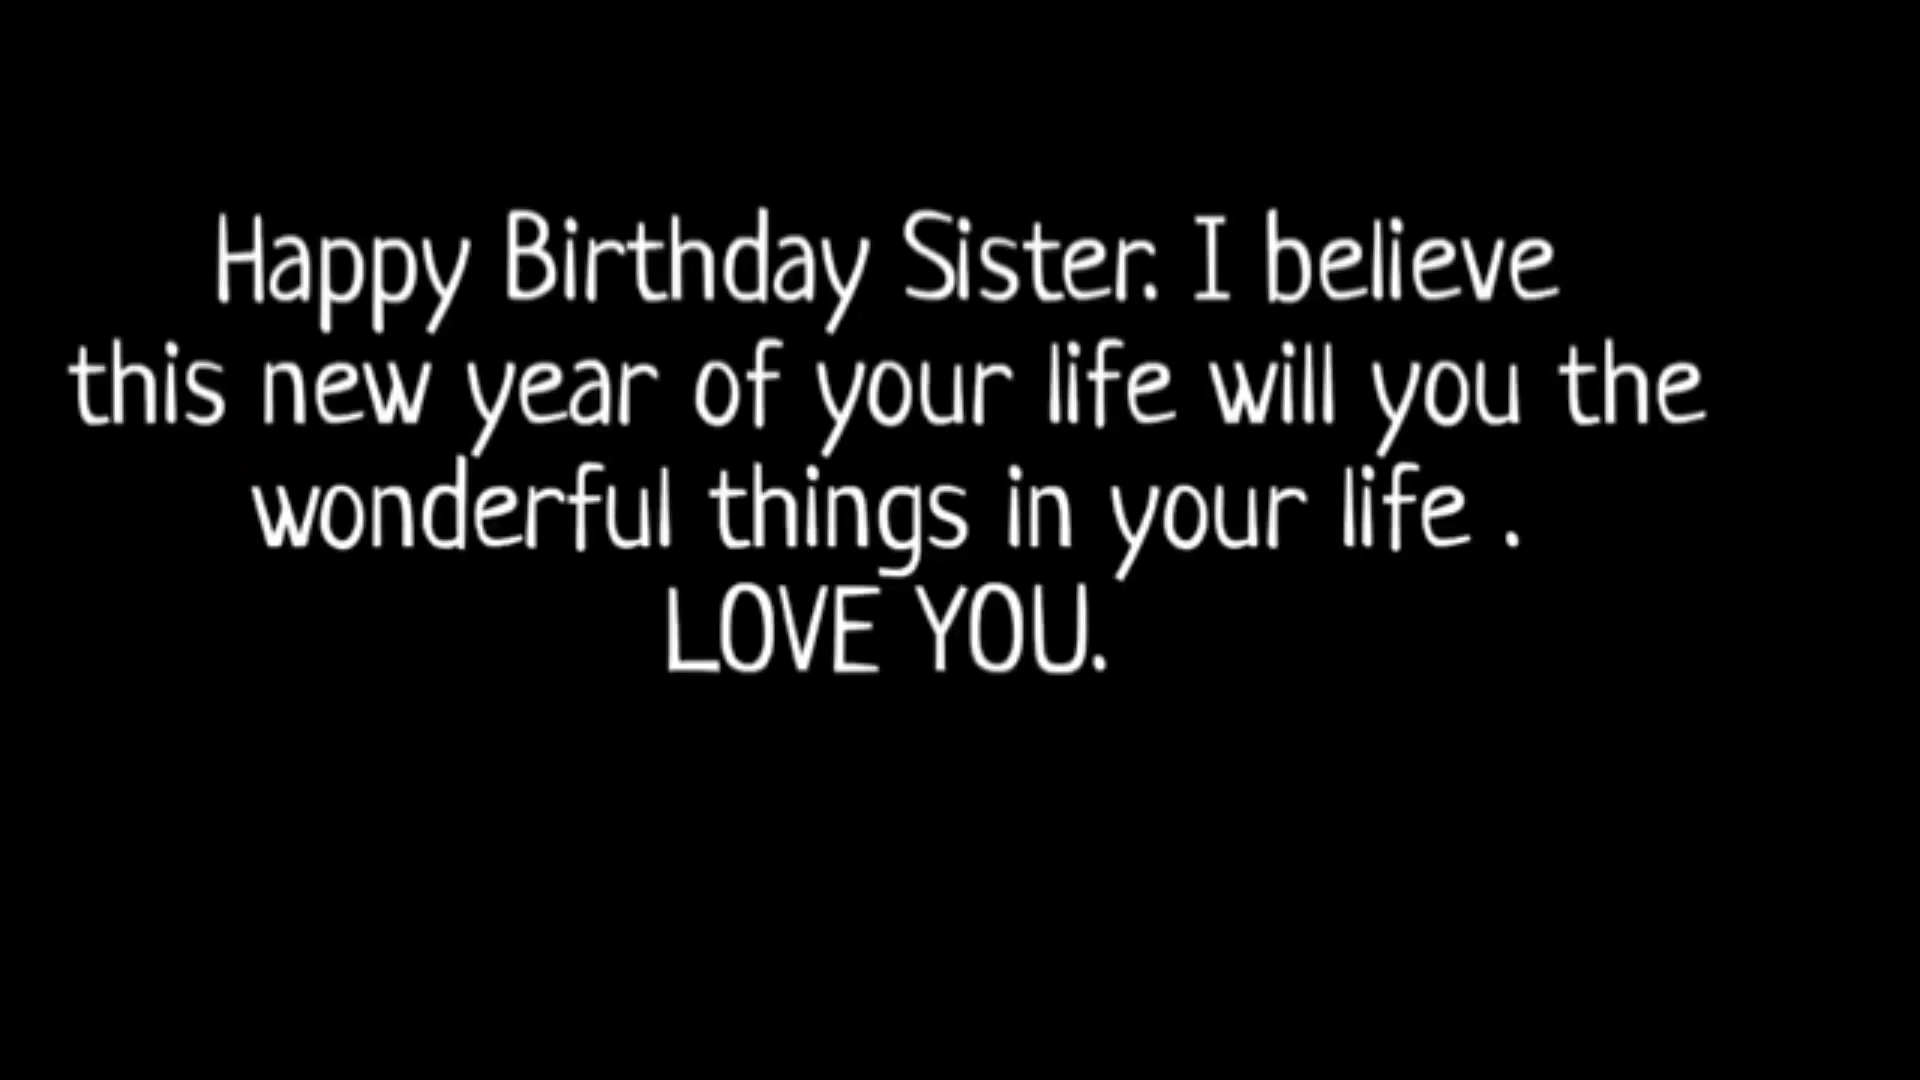 Happy Birthday Sister. I believe
this new year of your life will you the
wonderful things in your life .
LOVE YOU.